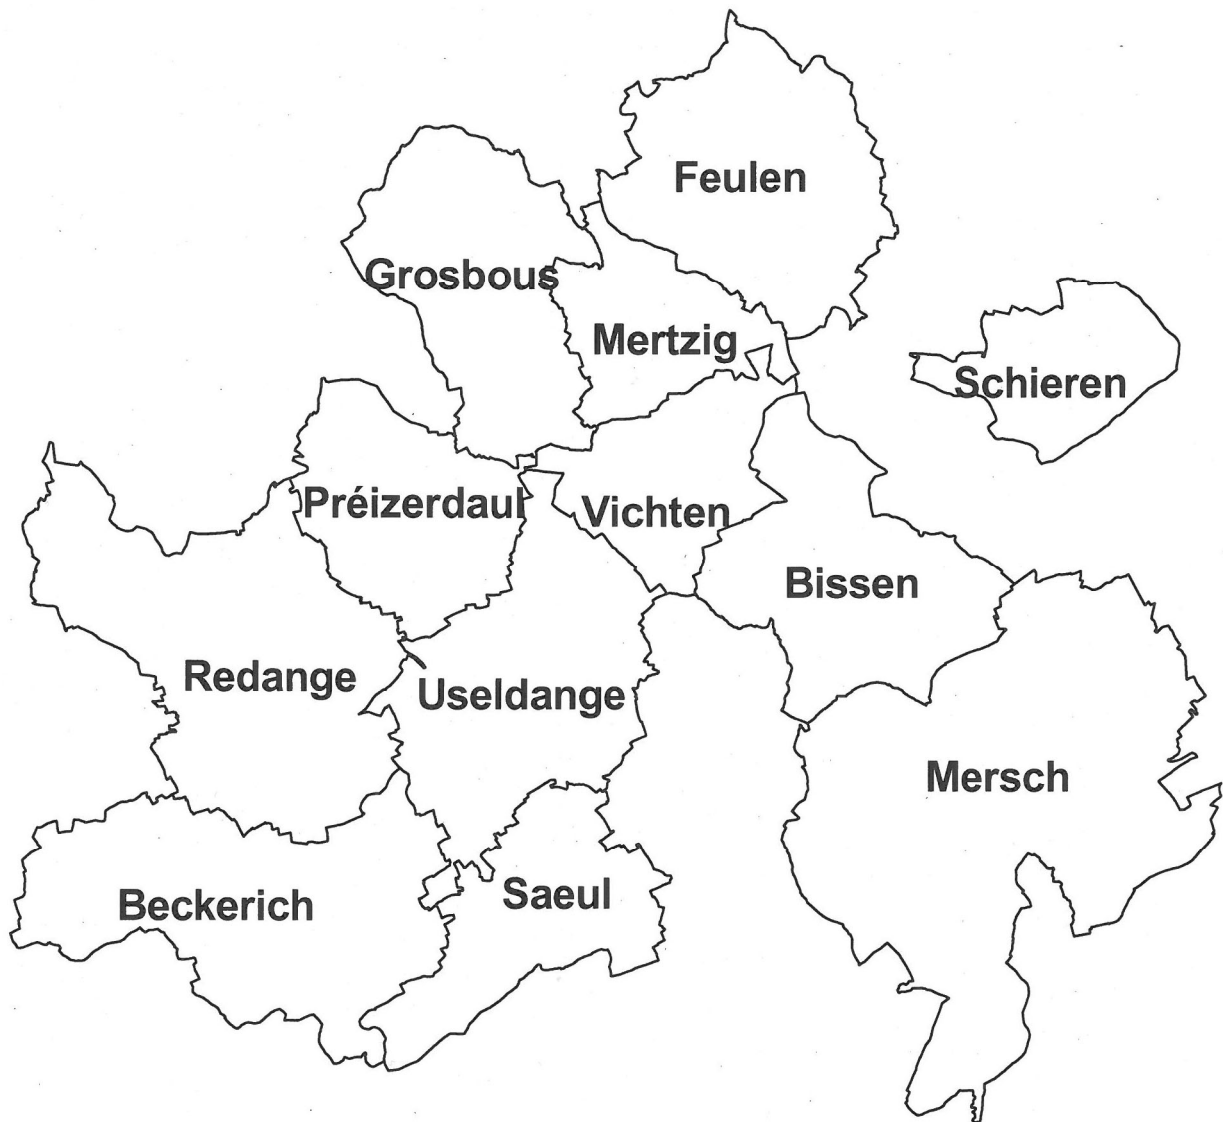 Feulen
Grosbous
Mertzig
Schieren
Préizerdaul
Vichten
Bissen
Redange
Useldange
Mersch
Beckerich
Saeul